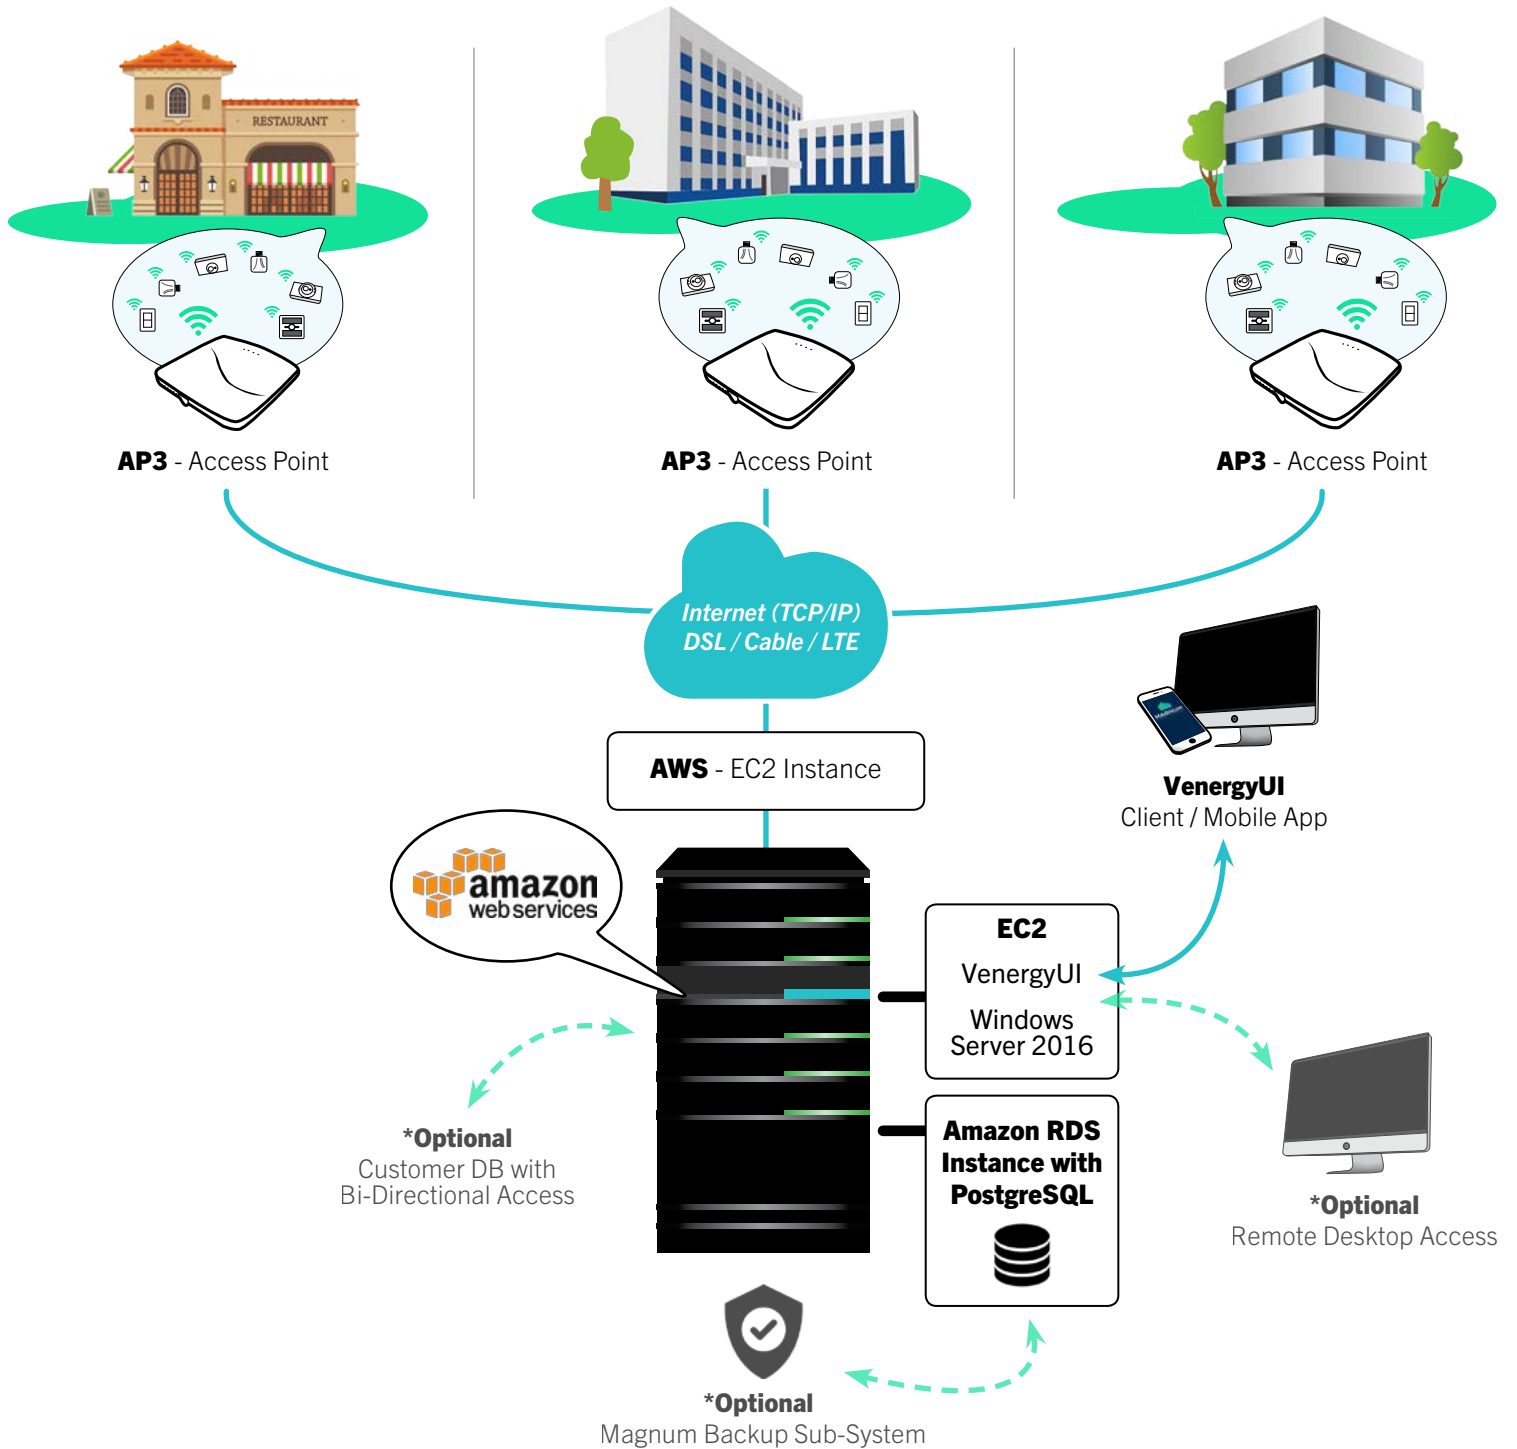 RESTAURANT
AP3 - Access Point
AP3 - Access Point
AP3 - Access Point
Internet (TCP/IP)
DSL / Cable / LTE
AWS - EC2 Instance
VenergyUI
Client / Mobile App
amazon
webservices
EC2
VenergyUI
Windows
Server 2016
*Optional
Customer DB with
Bi-Directional Access
Amazon RDS
Instance with
PostgreSQL
*Optional
Remote Desktop Access
*Optional
Magnum Backup Sub-System